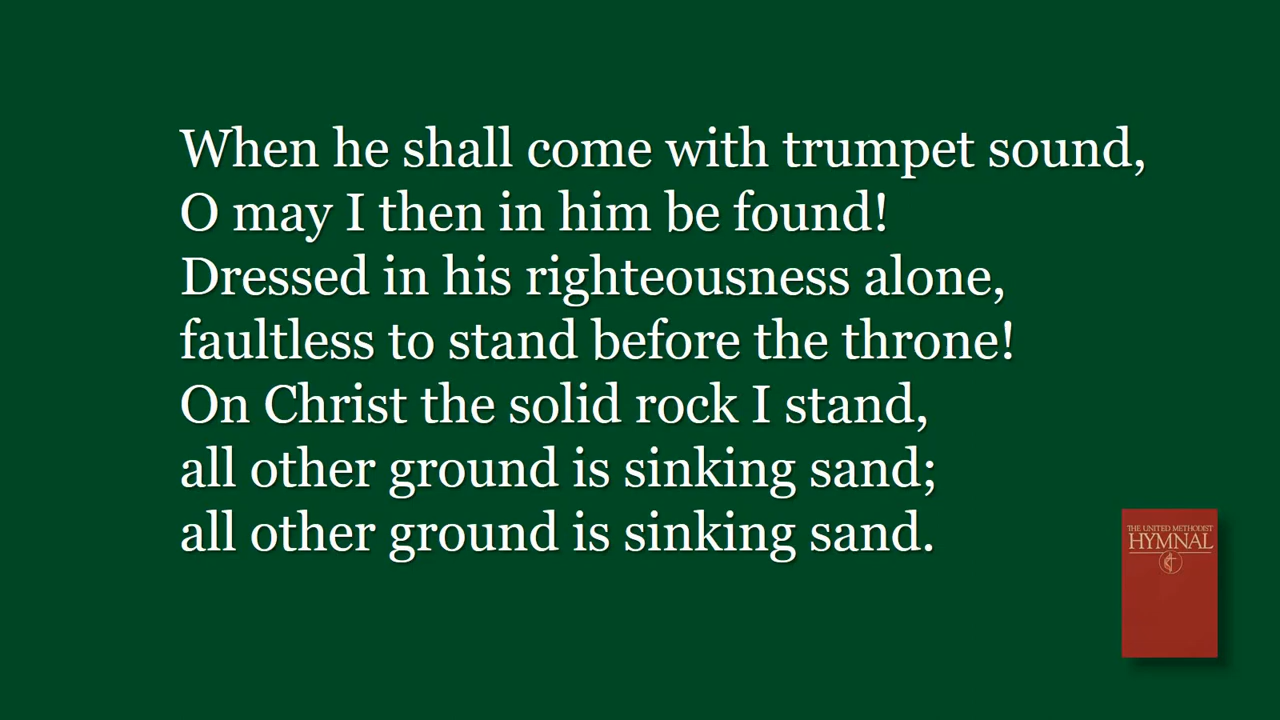 When he shall come with trumpet sound,
O may I then in him be found!
Dressed in his righteousness alone,
faultless to stand before the throne!
On Christ the solid rock I stand,
all other ground is sinking sand;
all other ground is sinking sand.
THE UNITED METHODIST
HYMNAL